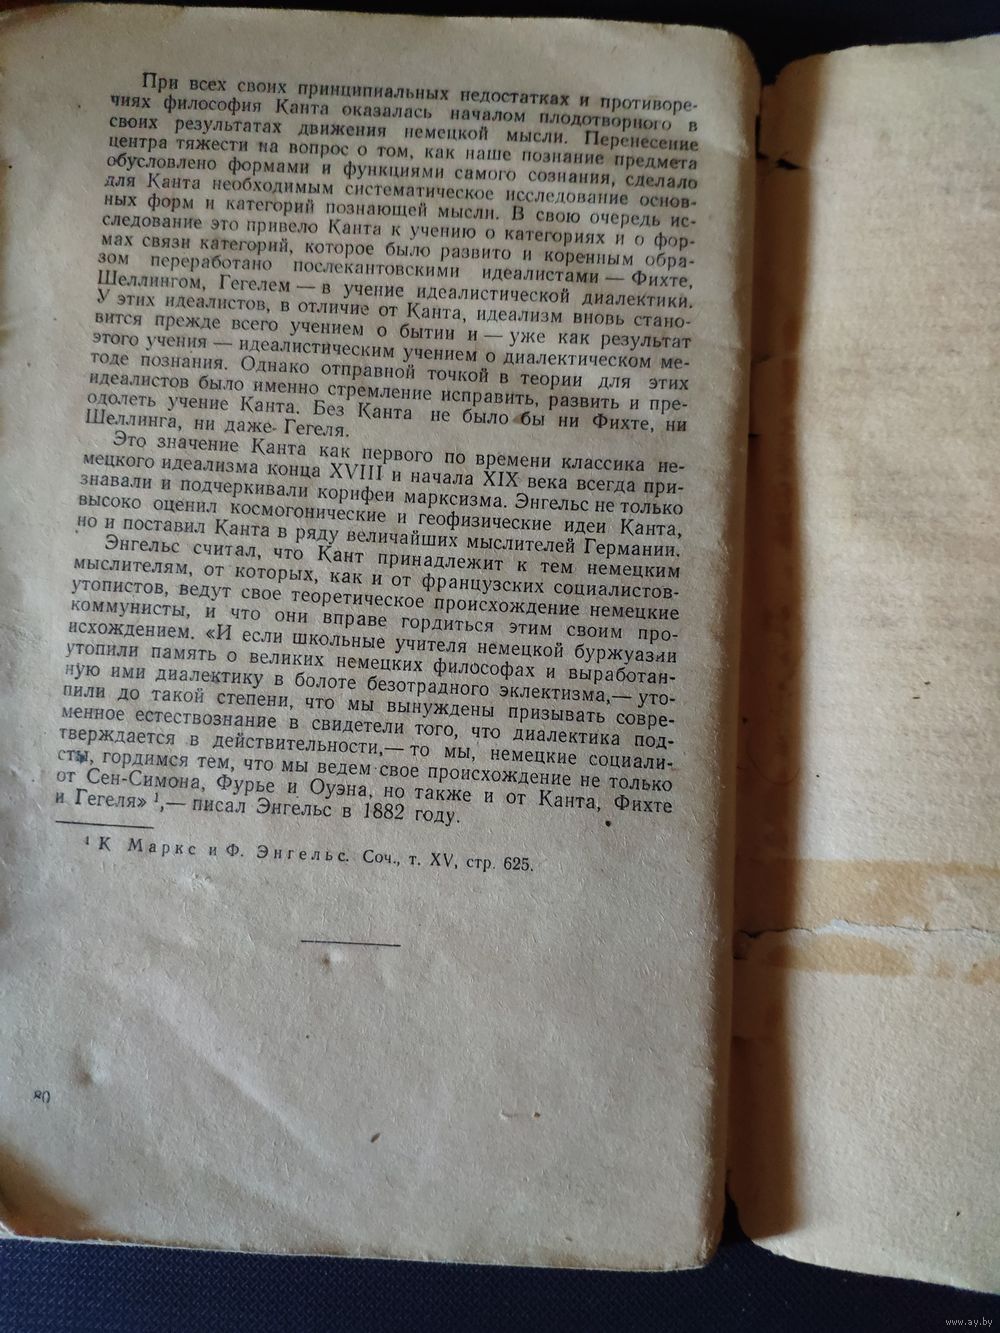 При всех своих принципиальных недостатках и противоре-
чиях философия Канта оказалась началом плодотворного в
своих результатах движения немецкой мысли. Перенесение
центра тяжести на вопрос о том, как наше познание предмета
обусловлено формами и функциями самого сознания, сделало
для Канта необходимым систематическое исследование основ-
ных форм и категорий познающей мысли. В свою очередь ис-
следование это привело Канта к учению о категориях и о фор-
мах связи категорий, которое было развито и коренным обра-
зом переработано послекантовскими идеалистами — Фихте,
Шеллингом, Гегелем — в учение идеалистической диалектики.
У этих идеалистов, в отличие от Канта, идеализм вновь стано-
вится прежде всего учением о бытии и — уже как результат
этого учения — идеалистическим учением о диалектическом ме-
тоде познания. Однако отправной точкой в теории для этих
идеалистов было именно стремление исправить, развить и пре-
одолеть учение Канта. Без Канта не было бы ни Фихте, ни
Шеллинга, ни даже Гегеля.
Это значение Канта как первого по времени классика не-
мецкого идеализма конца XVIII и начала XIX века всегда при-
знавали и подчеркивали корифеи марксизма. Энгельс не только
высоко оценил космогонические и геофизические идеи Канта,
но и поставил Канта в ряду величайших мыслителей Германии.
Энгельс считал, что Кант принадлежит к тем немецким
мыслителям, от которых, как и от французских социалистов-
утопистов, ведут свое теоретическое происхождение немецкие
коммунисты, и что они вправе гордиться этим своим про-
исхождением. «И если школьные учителя немецкой буржуазии
утопили память о великих немецких философах и выработан-
ную ими диалектику в болоте безотрадного эклектизма,— уто-
пили до такой степени, что мы вынуждены призывать совре-
менное естествознание в свидетели того, что диалектика под-
тверждается в действительности,— то мы, немецкие социали-
сты, гордимся тем, что мы ведем свое происхождение не только
от Сен-Симона, Фурье и Оуэна, но также и от Канта, Фихте
и Гегеля» ¹,— писал Энгельс в 1882 году.
¹ К Маркс и Ф. Энгельс. Соч., т. XV, стр. 625.
80
www.ay.by